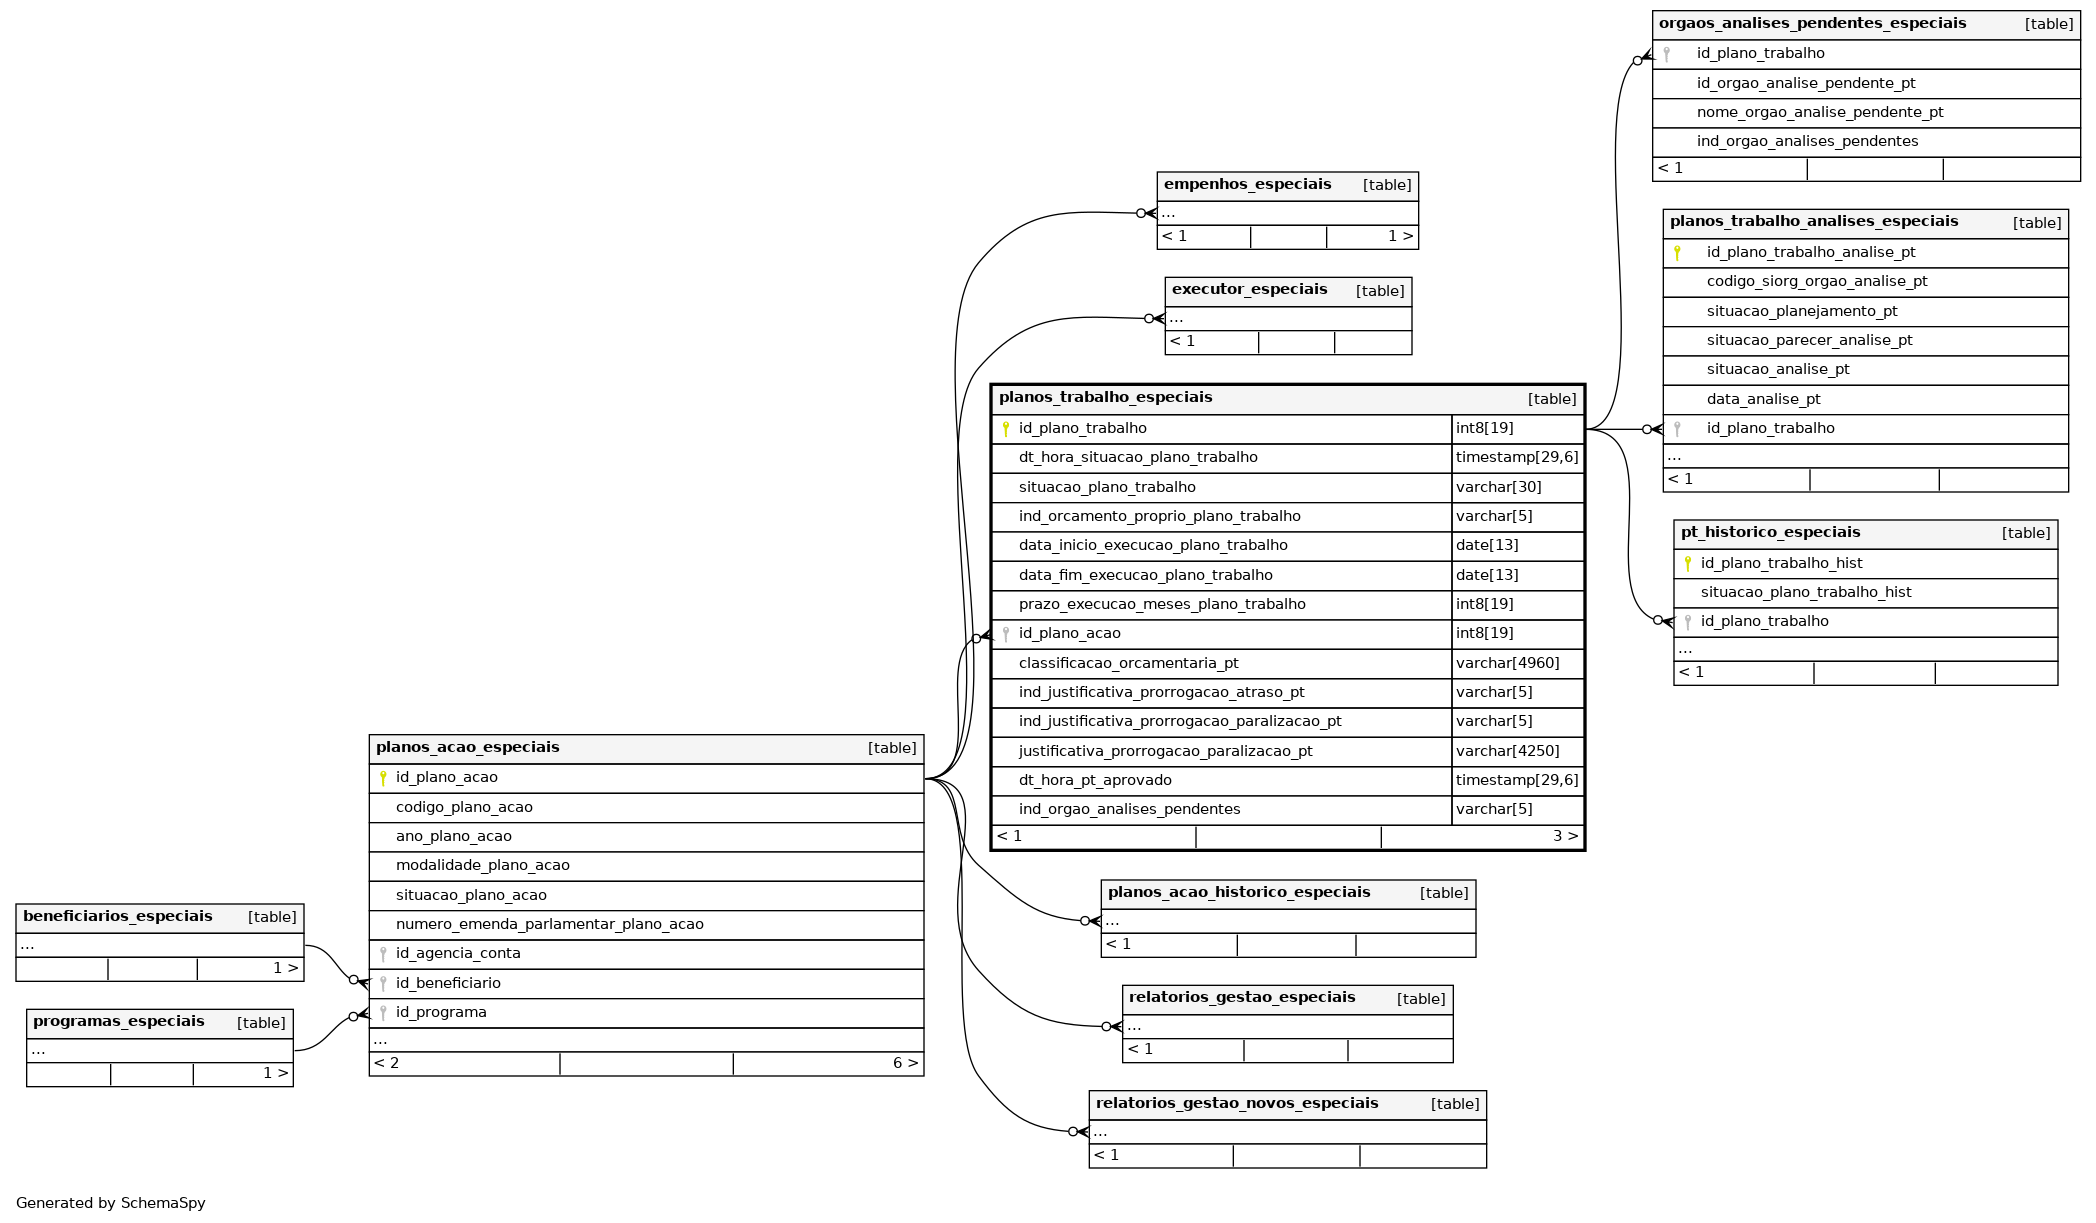 orgaos_analises_pendentes_especiais [table]
id_plano_trabalho
id_orgao_analise_pendente_pt
nome_orgao_analise_pendente_pt
ind_orgao_analises_pendentes
< 1
empenhos_especiais [table]
...
< 1 1 >
planos_trabalho_analises_especiais [table]
id_plano_trabalho_analise_pt
codigo_siorg_orgao_analise_pt
situacao_planejamento_pt
situacao_parecer_analise_pt
situacao_analise_pt
data_analise_pt
id_plano_trabalho
...
< 1
executor_especiais [table]
...
< 1
planos_trabalho_especiais [table]
id_plano_trabalho int8[19]
dt_hora_situacao_plano_trabalho timestamp[29,6]
situacao_plano_trabalho varchar[30]
ind_orcamento_proprio_plano_trabalho varchar[5]
data_inicio_execucao_plano_trabalho date[13]
data_fim_execucao_plano_trabalho date[13]
prazo_execucao_meses_plano_trabalho int8[19]
id_plano_acao int8[19]
classificacao_orcamentaria_pt varchar[4960]
ind_justificativa_prorrogacao_atraso_pt varchar[5]
ind_justificativa_prorrogacao_paralizacao_pt varchar[5]
justificativa_prorrogacao_paralizacao_pt varchar[4250]
dt_hora_pt_aprovado timestamp[29,6]
ind_orgao_analises_pendentes varchar[5]
< 1 3 >
pt_historico_especiais [table]
id_plano_trabalho_hist
situacao_plano_trabalho_hist
id_plano_trabalho
...
< 1
planos_acao_especiais [table]
id_plano_acao
codigo_plano_acao
ano_plano_acao
modalidade_plano_acao
situacao_plano_acao
numero_emenda_parlamentar_plano_acao
id_agencia_conta
id_beneficiario
id_programa
...
< 2 6 >
beneficiarios_especiais [table]
...
1 >
programas_especiais [table]
...
1 >
planos_acao_historico_especiais [table]
...
< 1
relatorios_gestao_especiais [table]
...
< 1
relatorios_gestao_novos_especiais [table]
...
< 1
Generated by SchemaSpy